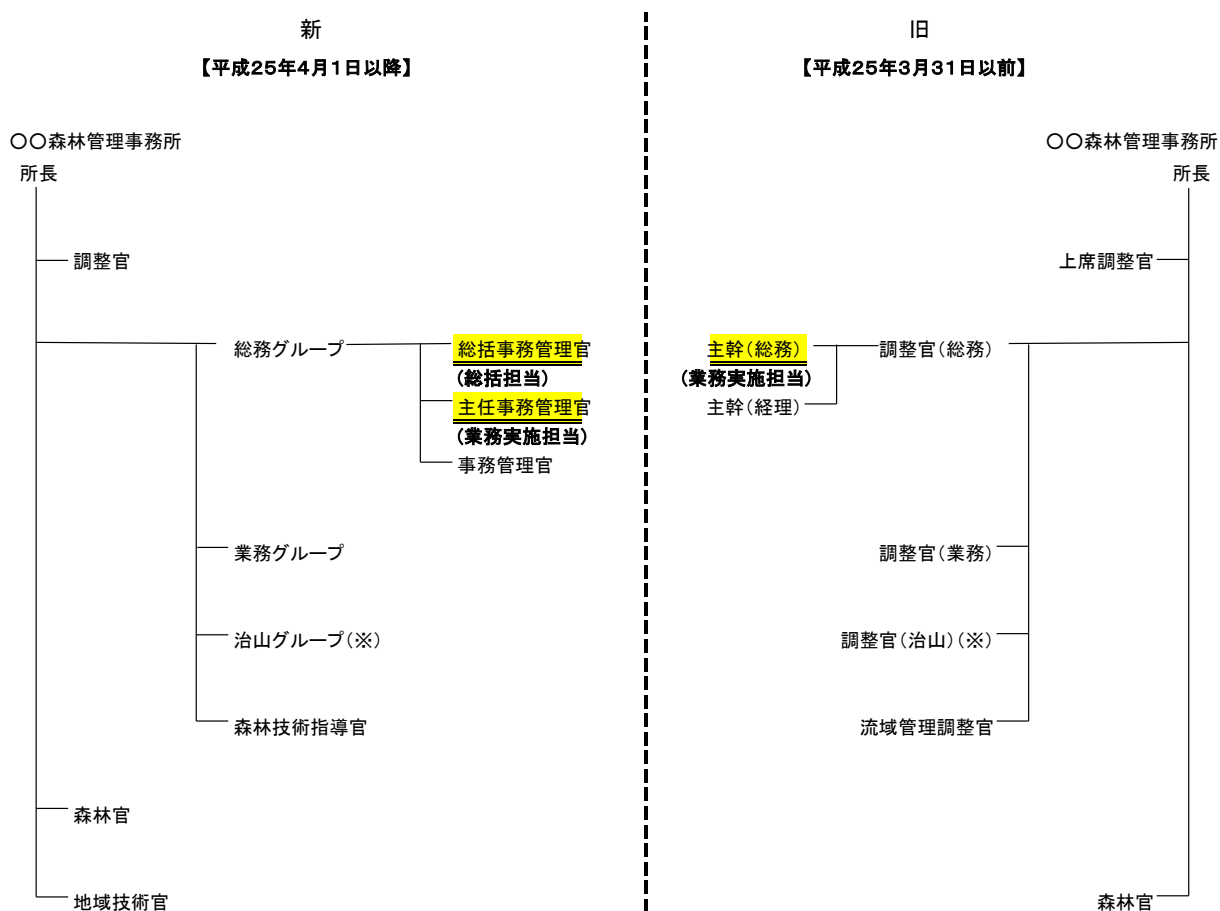 新
【平成25年4月1日以降】
〇〇森林管理事務所
所長
調整官
総務グループ
総括事務管理官
(総括担当)
主任事務管理官
(業務実施担当)
事務管理官
業務グループ
治山グループ(※)
森林技術指導官
森林官
地域技術官
旧
【平成25年3月31日以前】
〇〇森林管理事務所
所長
上席調整官
主幹(総務)
調整官(総務)
(業務実施担当)
主幹(経理)
調整官(業務)
調整官(治山)(※)
流域管理調整官
森林官